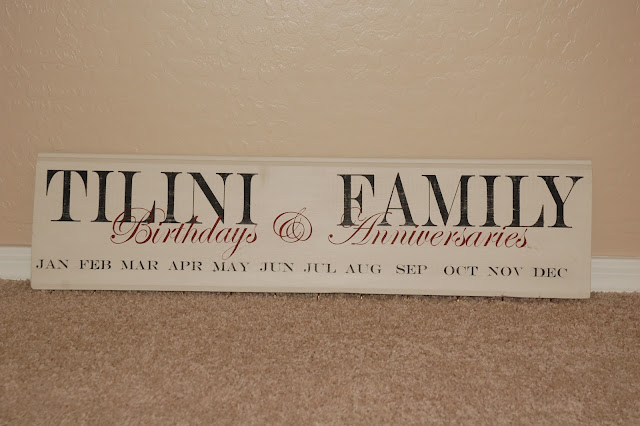 TILINI FAMILY
Birthdays & Anniversaries
JAN FEB MAR APR MAY JUN JUL AUG SEP OCT NOV DEC